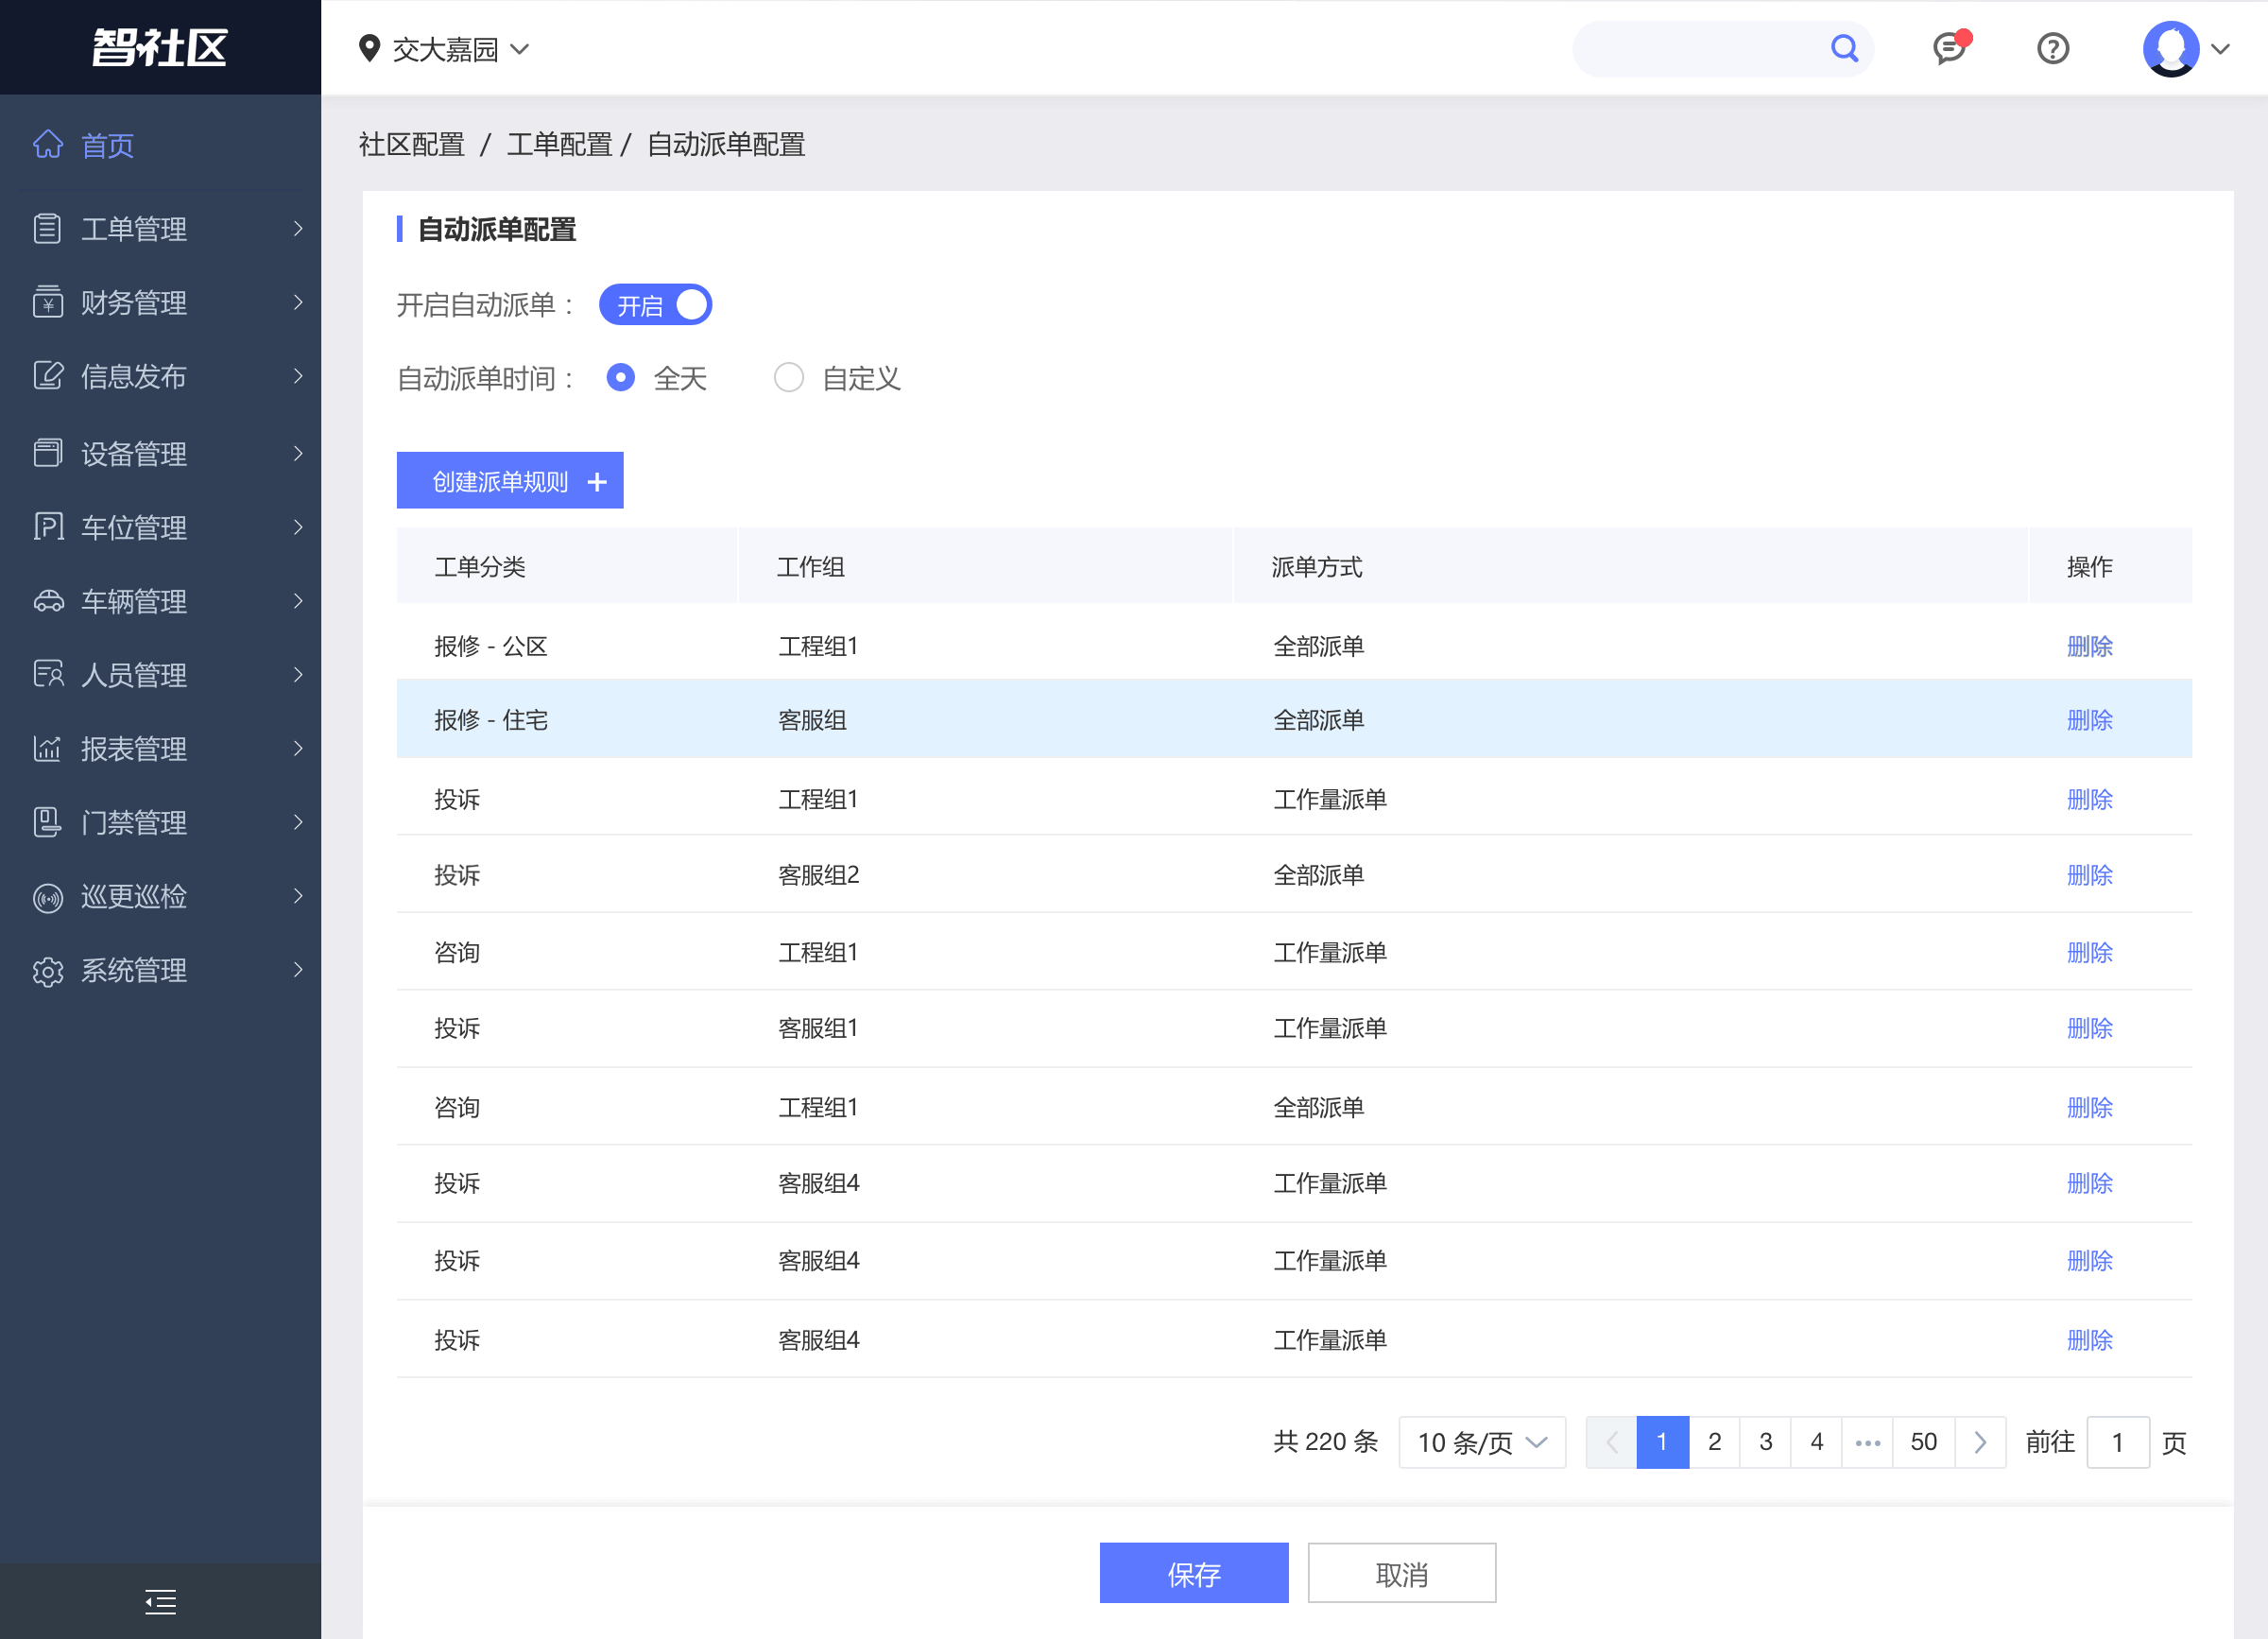 智社区
交大嘉园
首页
工单管理
财务管理
信息发布
设备管理
车位管理
车辆管理
人员管理
报表管理
门禁管理
巡更巡检
系统管理
社区配置 / 工单配置 / 自动派单配置
自动派单配置
开启自动派单： 开启
自动派单时间： 全天 自定义
创建派单规则 +
工单分类 工作组 派单方式 操作
报修 - 公区 工程组1 全部派单 删除
报修 - 住宅 客服组 全部派单 删除
投诉 工程组1 工作量派单 删除
投诉 客服组2 全部派单 删除
咨询 工程组1 工作量派单 删除
投诉 客服组1 工作量派单 删除
咨询 工程组1 全部派单 删除
投诉 客服组4 工作量派单 删除
投诉 客服组4 工作量派单 删除
投诉 客服组4 工作量派单 删除
共 220 条 10 条/页 1 2 3 4 ••• 50 前往 1 页
保存 取消